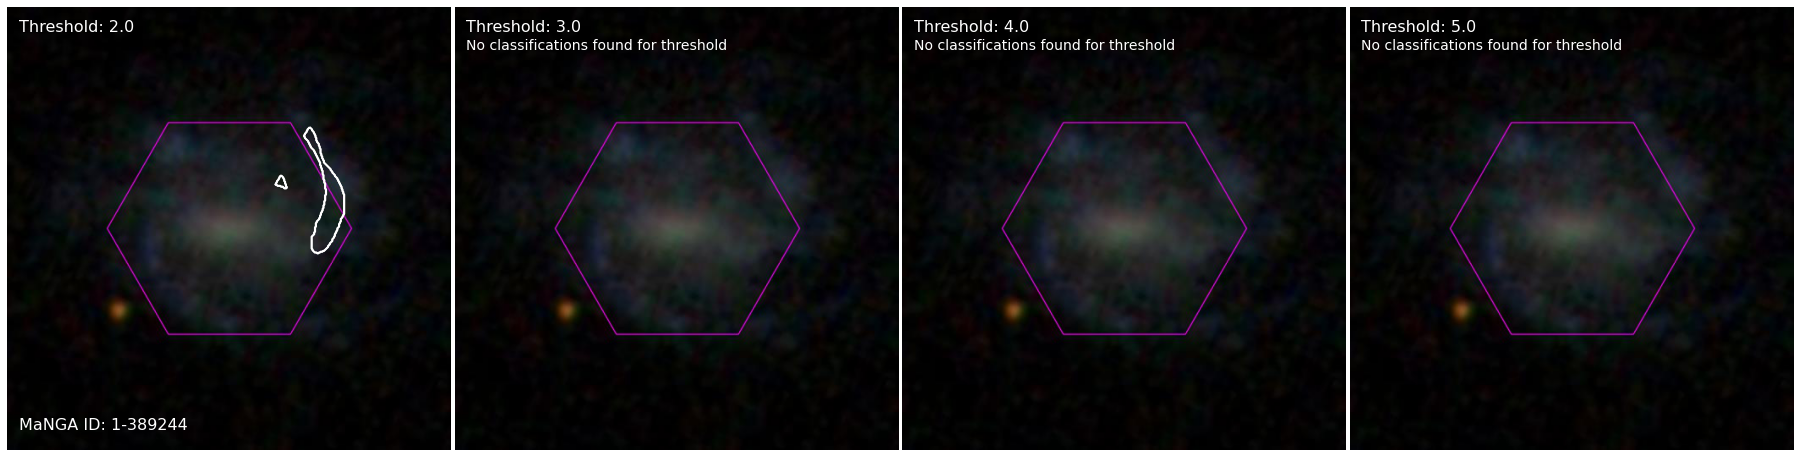 Threshold: 2.0
MaNGA ID: 1-389244
Threshold: 3.0
No classifications found for threshold
Threshold: 4.0
No classifications found for threshold
Threshold: 5.0
No classifications found for threshold